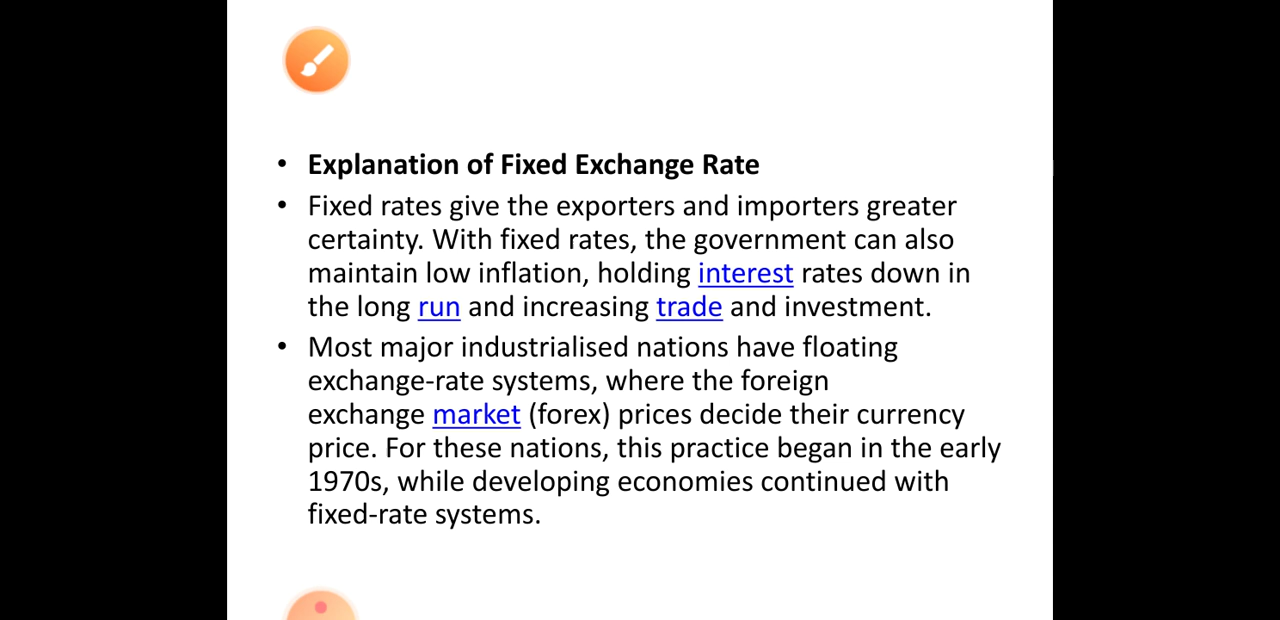 • Explanation of Fixed Exchange Rate
• Fixed rates give the exporters and importers greater
certainty. With fixed rates, the government can also
maintain low inflation, holding interest rates down in
the long run and increasing trade and investment.
• Most major industrialised nations have floating
exchange-rate systems, where the foreign
exchange market (forex) prices decide their currency
price. For these nations, this practice began in the early
1970s, while developing economies continued with
fixed-rate systems.